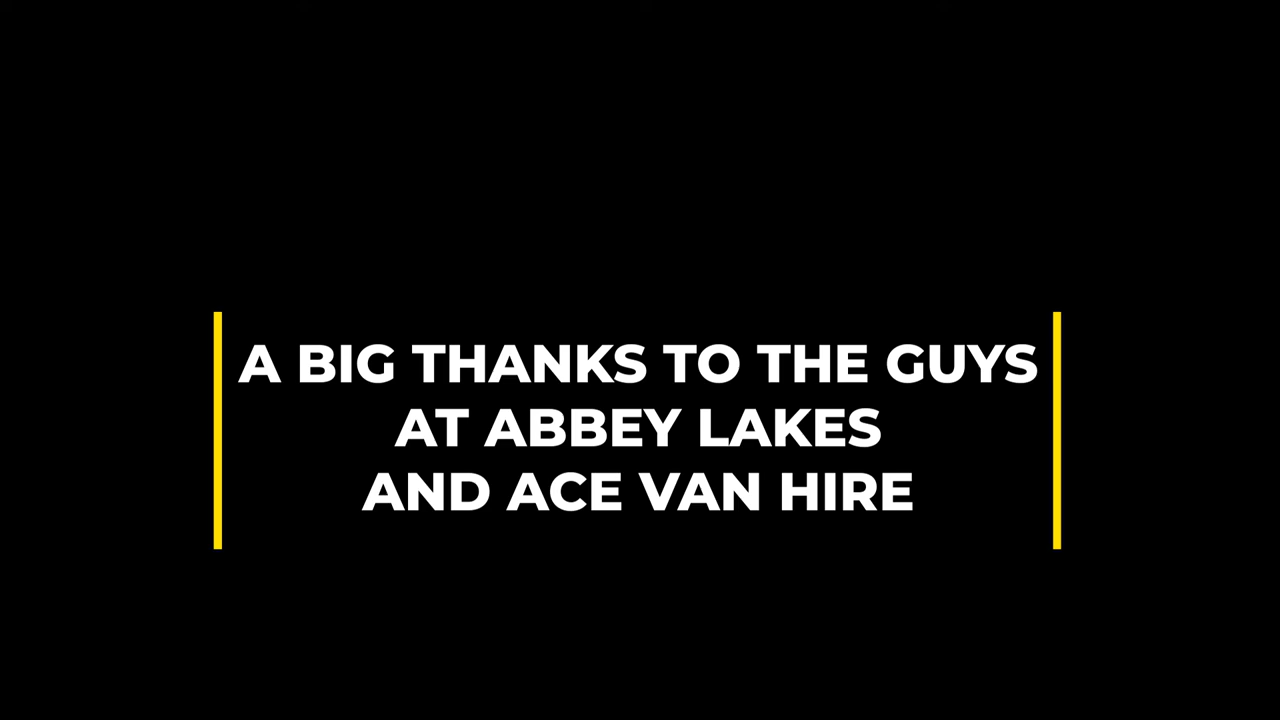 A BIG THANKS TO THE GUYS
AT ABBEY LAKES
AND ACE VAN HIRE